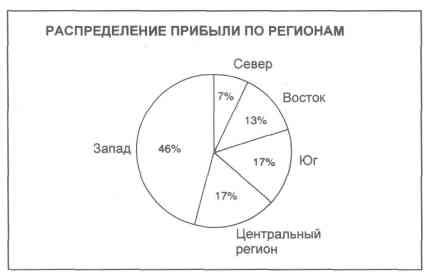 РАСПРЕДЕЛЕНИЕ ПРИБЫЛИ ПО РЕГИОНАМ
Север
7%
Восток
13%
Запад
46%
17%
Юг
17%
Центральный
регион